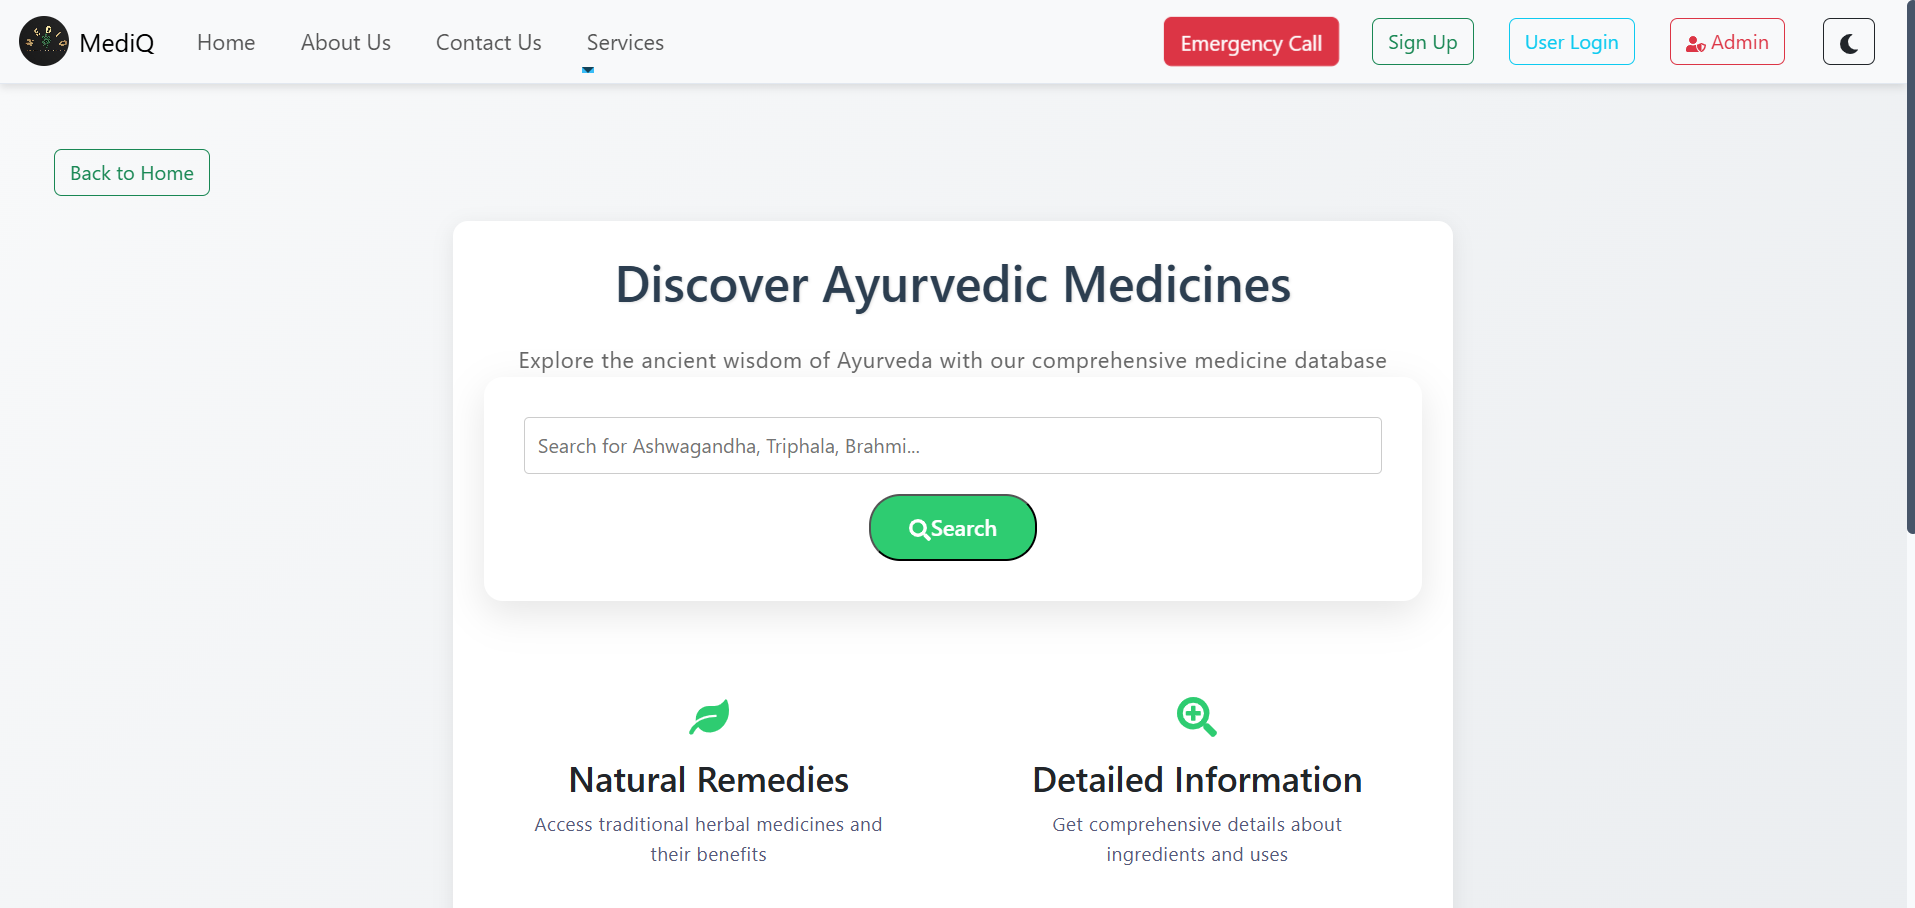 MediQ
Home
About Us
Contact Us
Services
Emergency Call
Sign Up
User Login
Admin
Back to Home
Discover Ayurvedic Medicines
Explore the ancient wisdom of Ayurveda with our comprehensive medicine database
Search for Ashwagandha, Triphala, Brahmi...
Search
Natural Remedies
Access traditional herbal medicines and
their benefits
Detailed Information
Get comprehensive details about
ingredients and uses